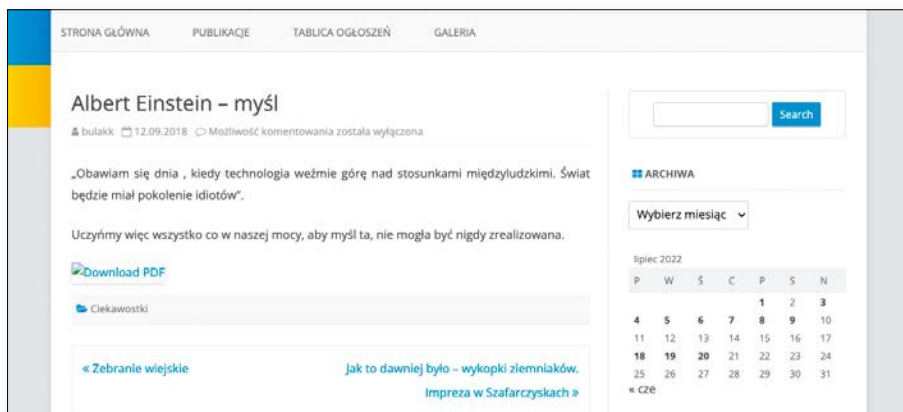 STRONA GŁÓWNA PUBLIKACJE TABLICA OGŁOSZEŃ GALERIA
Albert Einstein – myśl
bulakk 12.09.2018 Możliwość komentowania została wyłączona
„Obawiam się dnia , kiedy technologia weźmie górę nad stosunkami międzyludzkimi. Świat
będzie miał pokolenie idiotów”.
Uczyńmy więc wszystko co w naszej mocy, aby myśl ta, nie mogła być nigdy zrealizowana.
Download PDF
Ciekawostki
« Zebranie wiejskie
Jak to dawniej było – wykopki ziemniaków.
Impreza w Szafarczyskach »
Search
ARCHIWA
Wybierz miesiąc
lipiec 2022
P W Ś C P S N
1 2 3
4 5 6 7 8 9 10
11 12 13 14 15 16 17
18 19 20 21 22 23 24
25 26 27 28 29 30 31
« cze